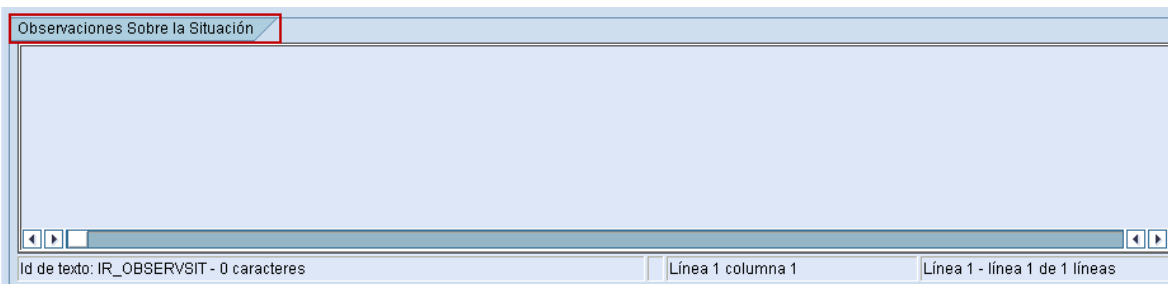 Observaciones Sobre la Situación
Id de texto: IR_OBSERVSIT - 0 caracteres
Línea 1 columna 1
Línea 1 - línea 1 de 1 líneas